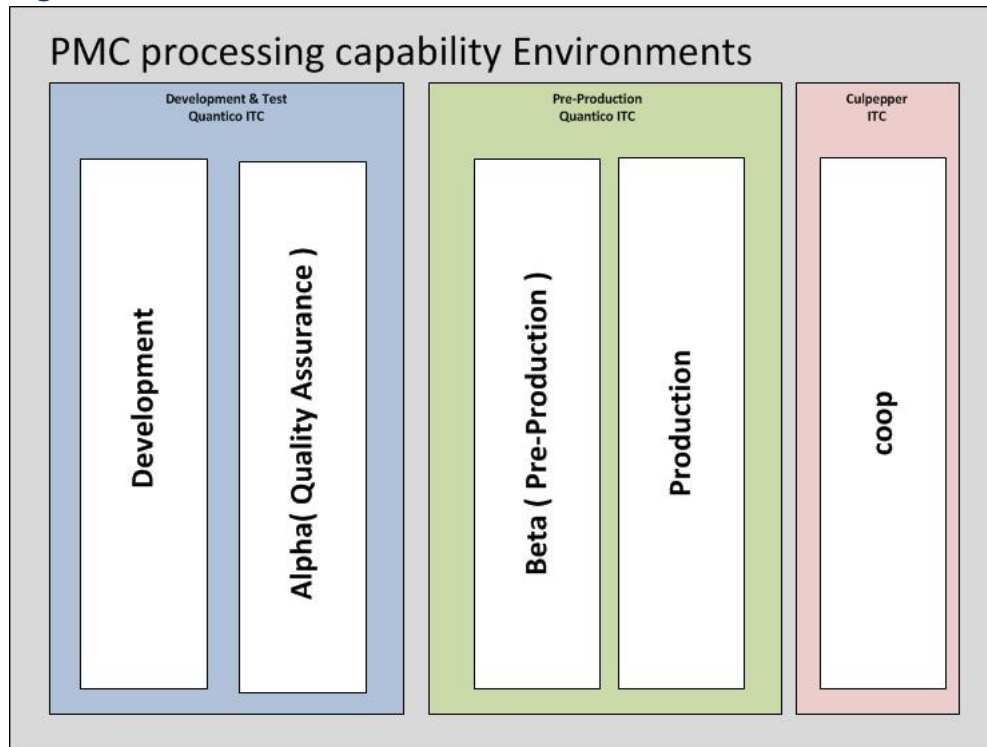 PMC processing capability Environments
Development & Test
Quantico ITC
Development
Alpha( Quality Assurance )
Pre-Production
Quantico ITC
Beta ( Pre-Production )
Production
Culpepper
ITC
coop